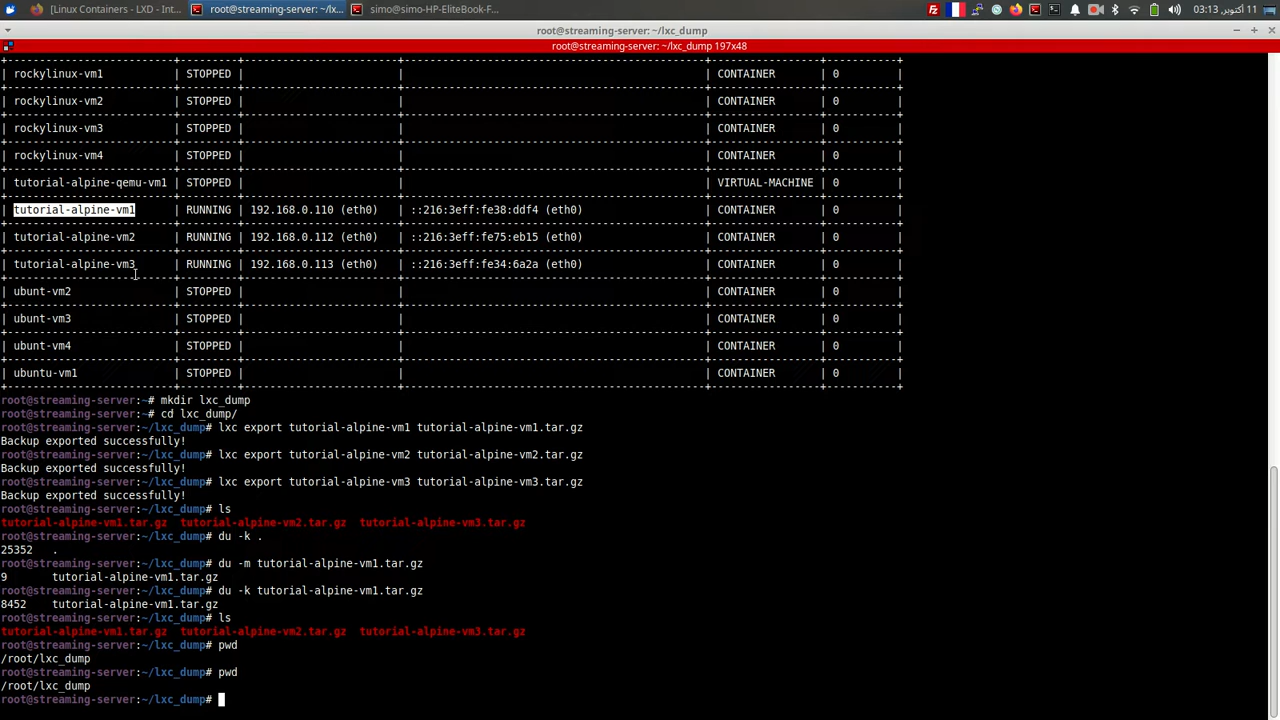 [Linux Containers - LXD - Int...
root@streaming-server: ~/lx...
simo@simo-HP-EliteBook-F...
03:13 ,11 أكتوبر
root@streaming-server: ~/lxc_dump
root@streaming-server: ~/lxc_dump 197x48
| rockylinux-vm1 | STOPPED | | | CONTAINER | 0 |
| rockylinux-vm2 | STOPPED | | | CONTAINER | 0 |
| rockylinux-vm3 | STOPPED | | | CONTAINER | 0 |
| rockylinux-vm4 | STOPPED | | | CONTAINER | 0 |
| tutorial-alpine-qemu-vm1 | STOPPED | | | VIRTUAL-MACHINE | 0 |
| tutorial-alpine-vm1 | RUNNING | 192.168.0.110 (eth0) | ::216:3eff:fe38:ddf4 (eth0) | CONTAINER | 0 |
| tutorial-alpine-vm2 | RUNNING | 192.168.0.112 (eth0) | ::216:3eff:fe75:eb15 (eth0) | CONTAINER | 0 |
| tutorial-alpine-vm3 | RUNNING | 192.168.0.113 (eth0) | ::216:3eff:fe34:6a2a (eth0) | CONTAINER | 0 |
| ubunt-vm2 | STOPPED | | | CONTAINER | 0 |
| ubunt-vm3 | STOPPED | | | CONTAINER | 0 |
| ubunt-vm4 | STOPPED | | | CONTAINER | 0 |
| ubuntu-vm1 | STOPPED | | | CONTAINER | 0 |
root@streaming-server:~# mkdir lxc_dump
root@streaming-server:~# cd lxc_dump/
root@streaming-server:~/lxc_dump# lxc export tutorial-alpine-vm1 tutorial-alpine-vm1.tar.gz
Backup exported successfully!
root@streaming-server:~/lxc_dump# lxc export tutorial-alpine-vm2 tutorial-alpine-vm2.tar.gz
Backup exported successfully!
root@streaming-server:~/lxc_dump# lxc export tutorial-alpine-vm3 tutorial-alpine-vm3.tar.gz
Backup exported successfully!
root@streaming-server:~/lxc_dump# ls
tutorial-alpine-vm1.tar.gz tutorial-alpine-vm2.tar.gz tutorial-alpine-vm3.tar.gz
root@streaming-server:~/lxc_dump# du -k .
25352 .
root@streaming-server:~/lxc_dump# du -m tutorial-alpine-vm1.tar.gz
9 tutorial-alpine-vm1.tar.gz
root@streaming-server:~/lxc_dump# du -k tutorial-alpine-vm1.tar.gz
8452 tutorial-alpine-vm1.tar.gz
root@streaming-server:~/lxc_dump# ls
tutorial-alpine-vm1.tar.gz tutorial-alpine-vm2.tar.gz tutorial-alpine-vm3.tar.gz
root@streaming-server:~/lxc_dump# pwd
/root/lxc_dump
root@streaming-server:~/lxc_dump# pwd
/root/lxc_dump
root@streaming-server:~/lxc_dump#